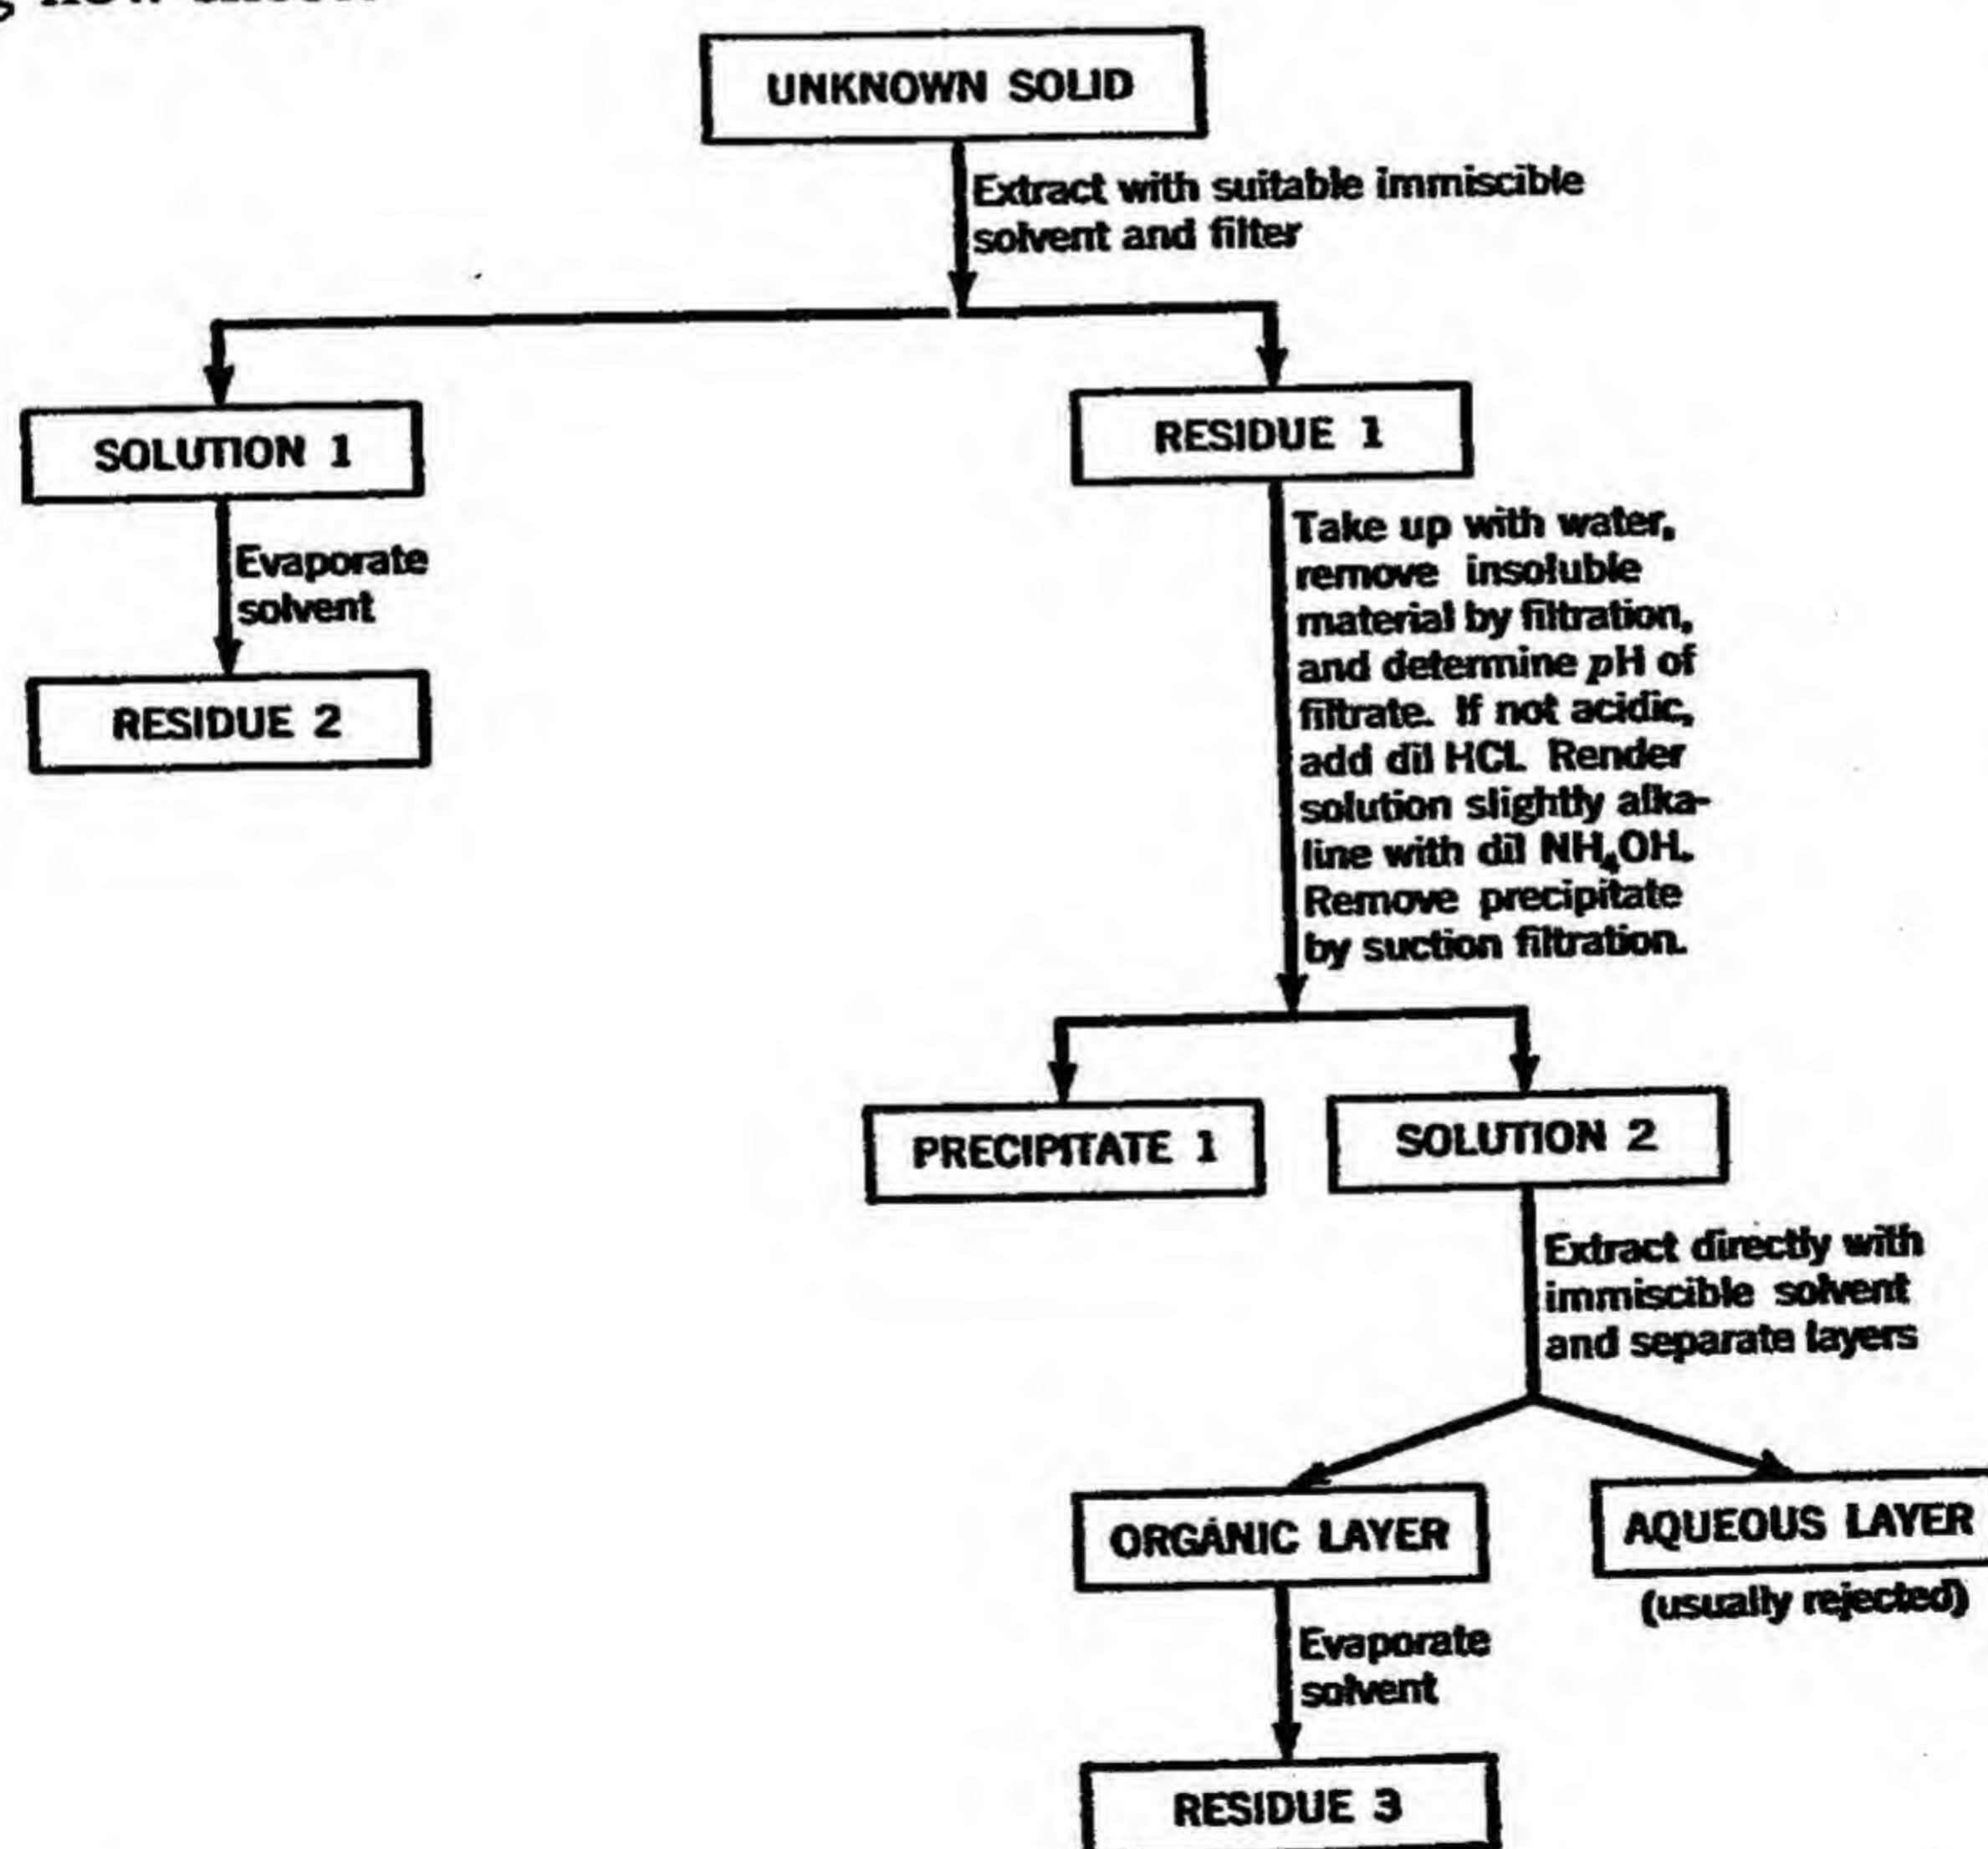 UNKNOWN SOLID
Extract with suitable immiscible
solvent and filter
SOLUTION 1
RESIDUE 1
Evaporate
solvent
RESIDUE 2
Take up with water,
remove insoluble
material by filtration,
and determine pH of
filtrate. If not acidic,
add dil HCL Render
solution slightly alka-
line with dil NH₄OH.
Remove precipitate
by suction filtration.
PRECIPITATE 1
SOLUTION 2
Extract directly with
immiscible solvent
and separate layers
ORGANIC LAYER
AQUEOUS LAYER
(usually rejected)
Evaporate
solvent
RESIDUE 3